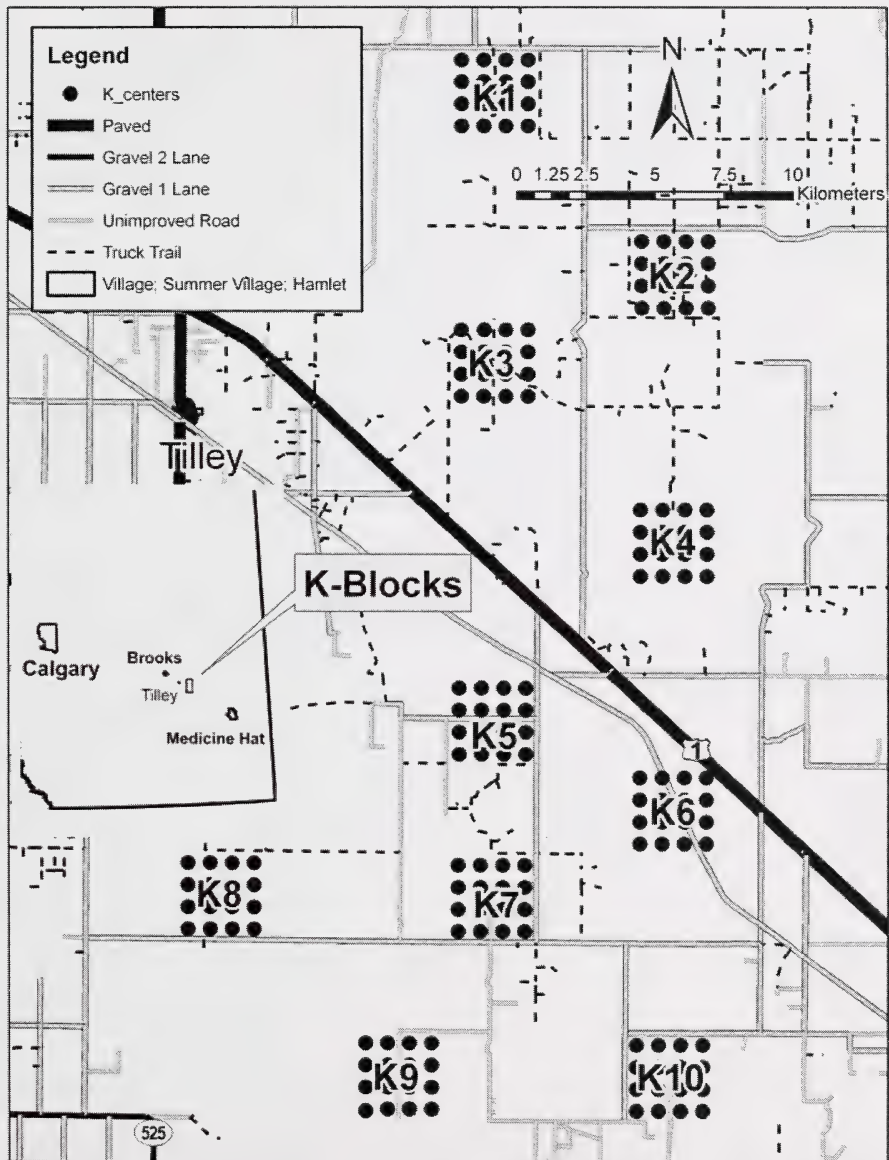 Legend
K_centers
Paved
Gravel 2 Lane
Gravel 1 Lane
Unimproved Road
Truck Trail
Village; Summer Village; Hamlet
K1
N
0 1.25 2.5 5 7.5 10
Kilometers
K2
K3
Tilley
K4
K-Blocks
Calgary
Brooks
Tilley
Medicine Hat
K5
1
K6
K8
K7
K9
K10
525